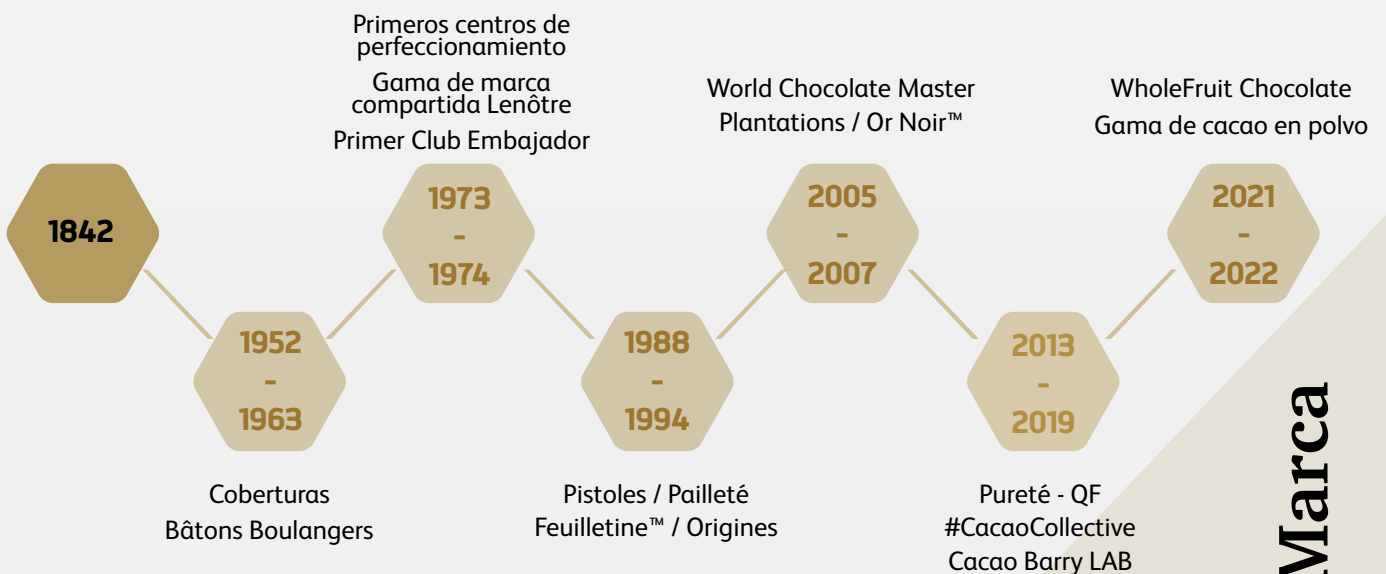 1842
1952
-
1963
Coberturas
Bâtons Boulangers
Primeros centros de
perfeccionamiento
Gama de marca
compartida Lenôtre
Primer Club Embajador
1973
-
1974
1988
-
1994
Pistoles / Pailleté
Feuilletine™ / Origines
World Chocolate Master
Plantations / Or Noir™
2005
-
2007
2013
-
2019
Pureté - QF
#CacaoCollective
Cacao Barry LAB
WholeFruit Chocolate
Gama de cacao en polvo
2021
-
2022
Marca